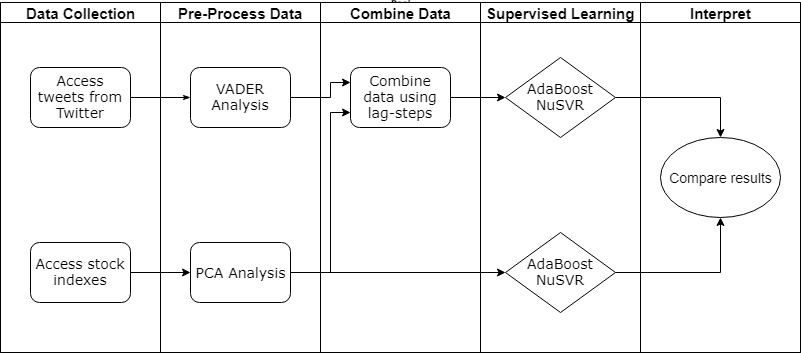 Data Collection
Pre-Process Data
Combine Data
Supervised Learning
Interpret
Access
tweets from
Twitter
VADER
Analysis
Combine
data using
lag-steps
AdaBoost
NuSVR
Compare results
Access stock
indexes
PCA Analysis
AdaBoost
NuSVR